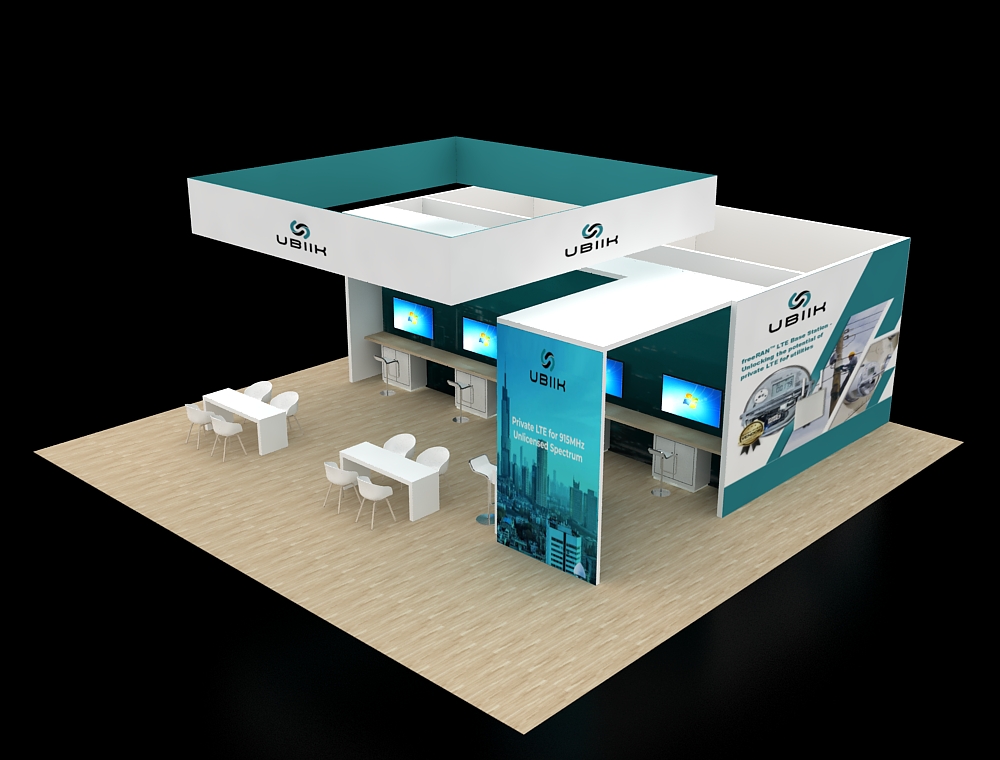 UBIIK
UBIIK
UBIIK
Private LTE for 915MHz
Unlicensed Spectrum
UBIIK
freeRAN™ LTE Base Station -
Unlocking the potential of
private LTE for utilities